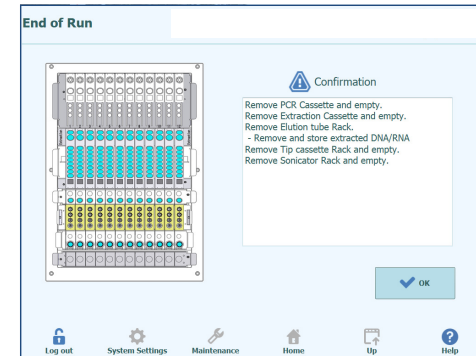 End of Run
Confirmation
Remove PCR Cassette and empty.
Remove Extraction Cassette and empty.
Remove Elution tube Rack.
- Remove and store extracted DNA/RNA
Remove Tip cassette Rack and empty.
Remove Sonicator Rack and empty.
OK
Log out
System Settings
Maintenance
Home
Up
Help